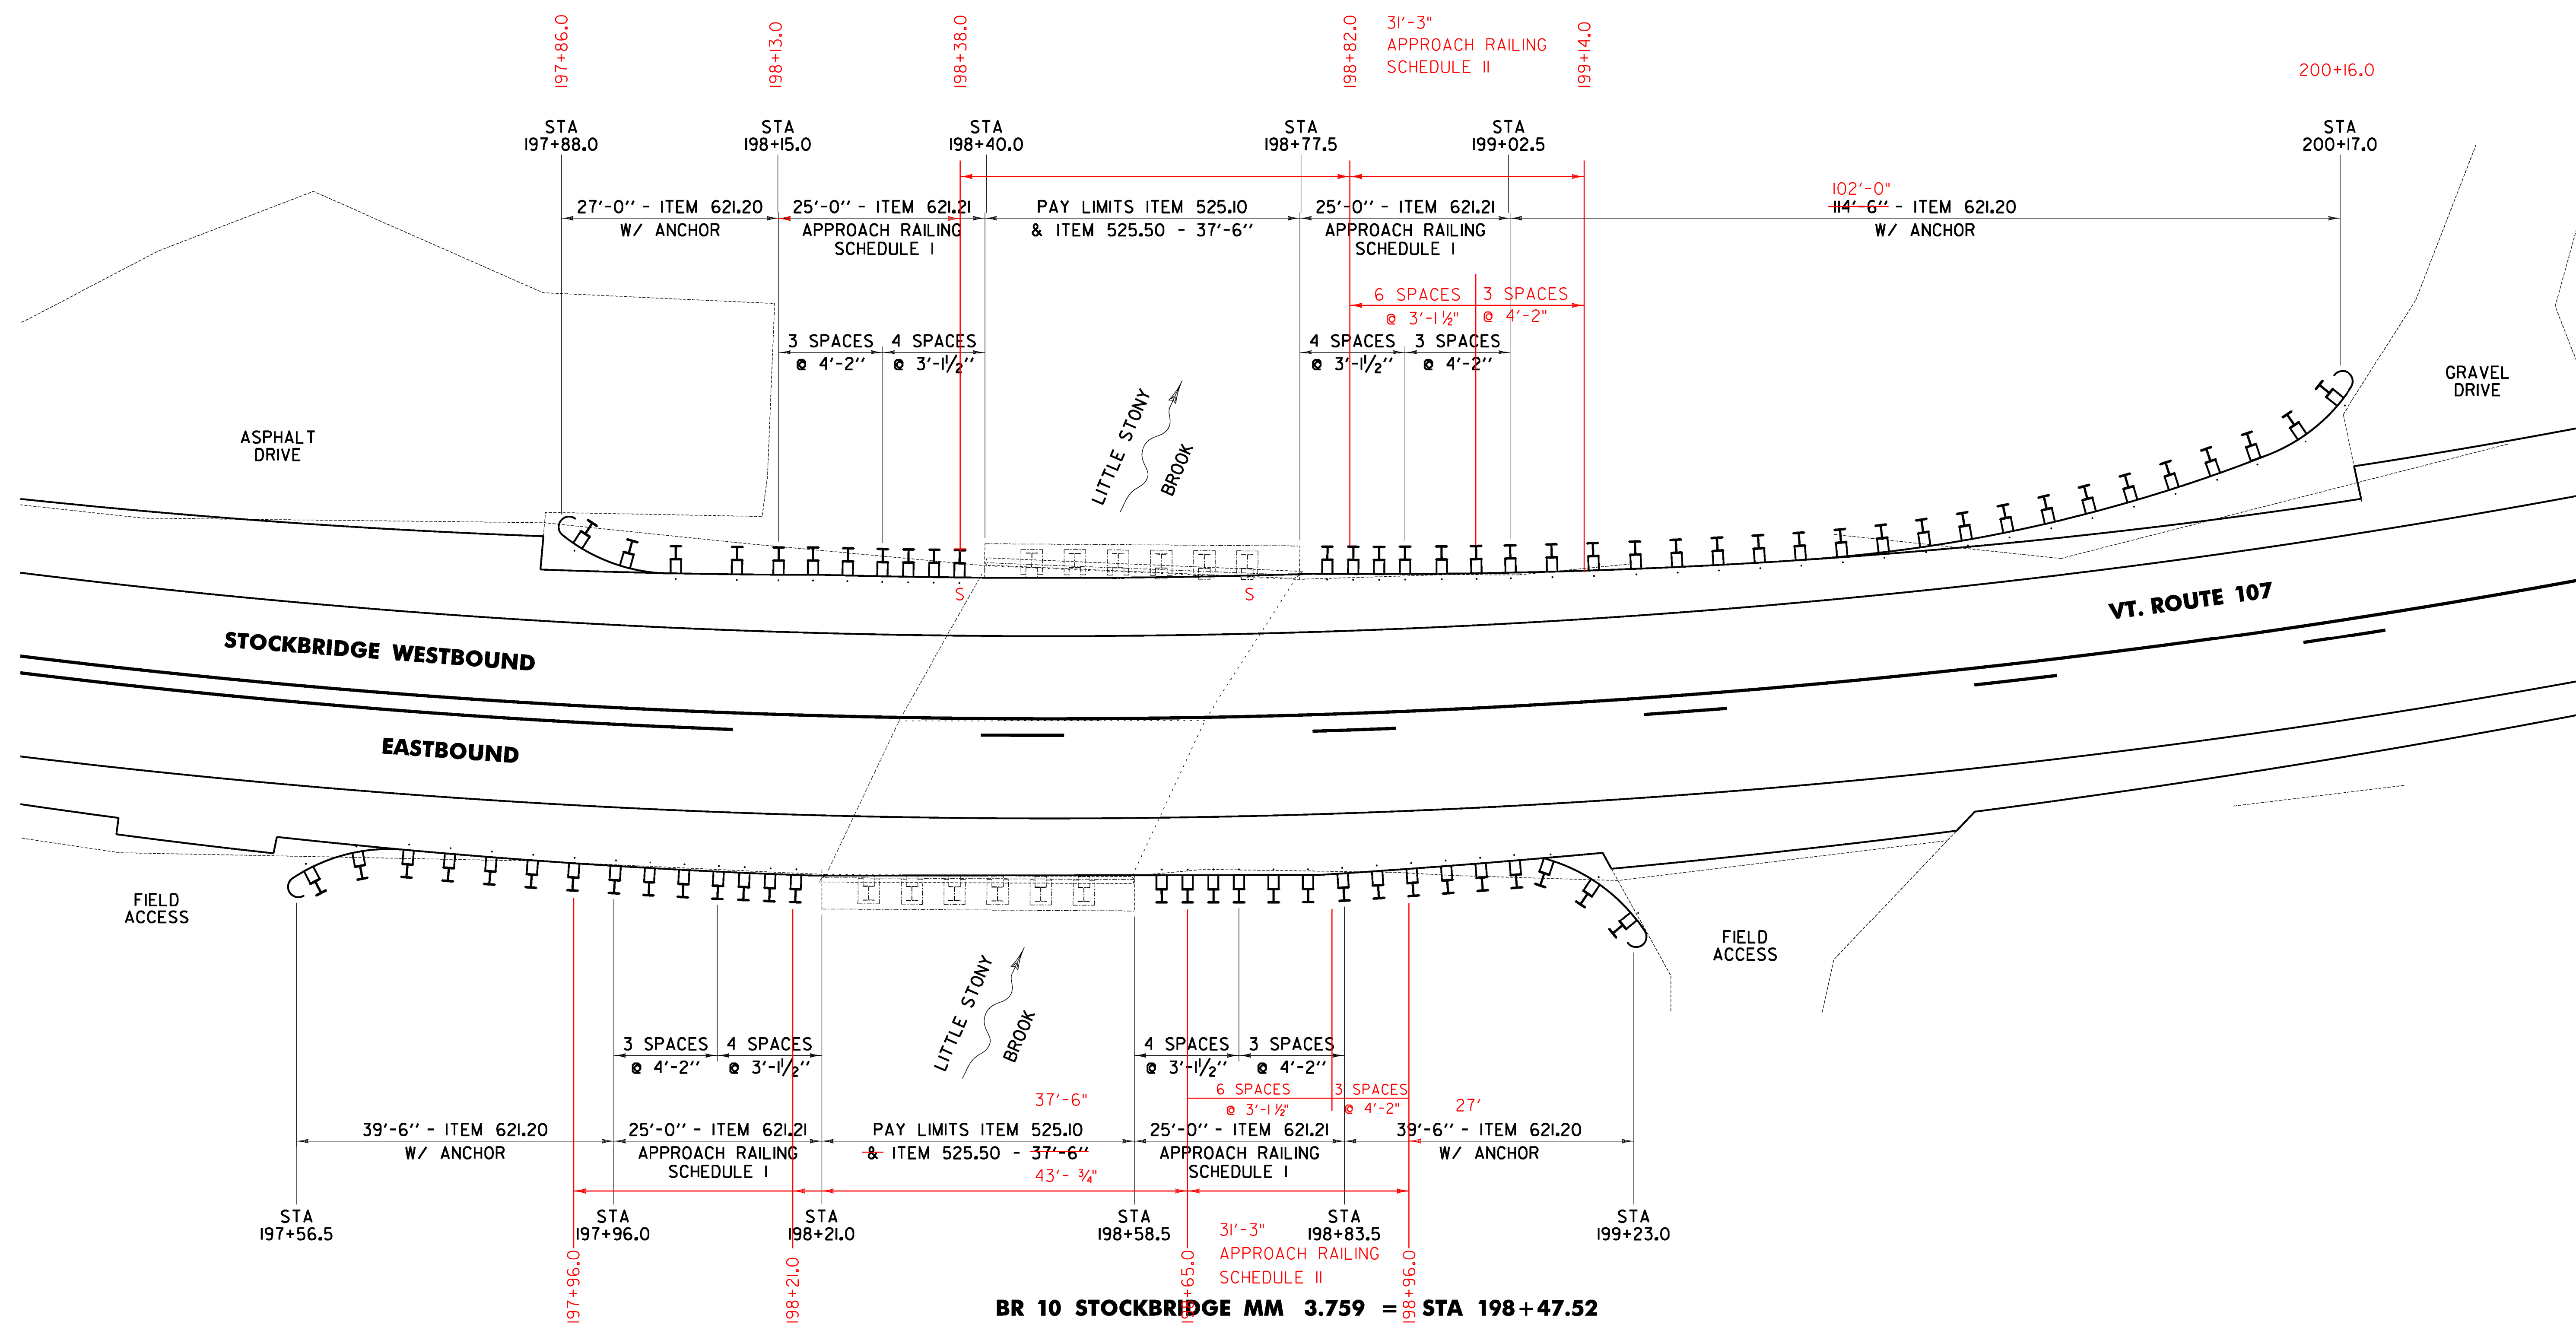 197+86.0
198+13.0
198+38.0
198+82.0
31'-3"
APPROACH RAILING
SCHEDULE II
199+14.0
200+16.0
STA
197+88.0
STA
198+15.0
STA
198+40.0
STA
198+77.5
STA
199+02.5
STA
200+17.0
27'-0'' - ITEM 621.20
W/ ANCHOR
25'-0'' - ITEM 621.21
APPROACH RAILING
SCHEDULE I
PAY LIMITS ITEM 525.10
& ITEM 525.50 - 37'-6''
25'-0'' - ITEM 621.21
APPROACH RAILING
SCHEDULE I
102'-0"
114'-6'' - ITEM 621.20
W/ ANCHOR
6 SPACES
@ 3'-1½"
3 SPACES
@ 4'-2"
3 SPACES
@ 4'-2''
4 SPACES
@ 3'-1½''
4 SPACES
@ 3'-1½''
3 SPACES
@ 4'-2''
ASPHALT
DRIVE
LITTLE STONY
BROOK
GRAVEL
DRIVE
S
S
STOCKBRIDGE WESTBOUND
VT. ROUTE 107
EASTBOUND
FIELD
ACCESS
FIELD
ACCESS
LITTLE STONY
BROOK
3 SPACES
@ 4'-2''
4 SPACES
@ 3'-1½''
4 SPACES
@ 3'-1½''
3 SPACES
@ 4'-2''
6 SPACES
@ 3'-1½"
3 SPACES
@ 4'-2"
37'-6"
27'
39'-6'' - ITEM 621.20
W/ ANCHOR
25'-0'' - ITEM 621.21
APPROACH RAILING
SCHEDULE I
PAY LIMITS ITEM 525.10
& ITEM 525.50 - 37'-6''
43'- ¾"
25'-0'' - ITEM 621.21
APPROACH RAILING
SCHEDULE I
39'-6'' - ITEM 621.20
W/ ANCHOR
STA
197+56.5
STA
197+96.0
STA
198+21.0
STA
198+58.5
STA
198+83.5
STA
199+23.0
197+96.0
198+21.0
198+65.0
31'-3"
APPROACH RAILING
SCHEDULE II
198+96.0
BR 10 STOCKBRIDGE MM 3.759 = STA 198+47.52